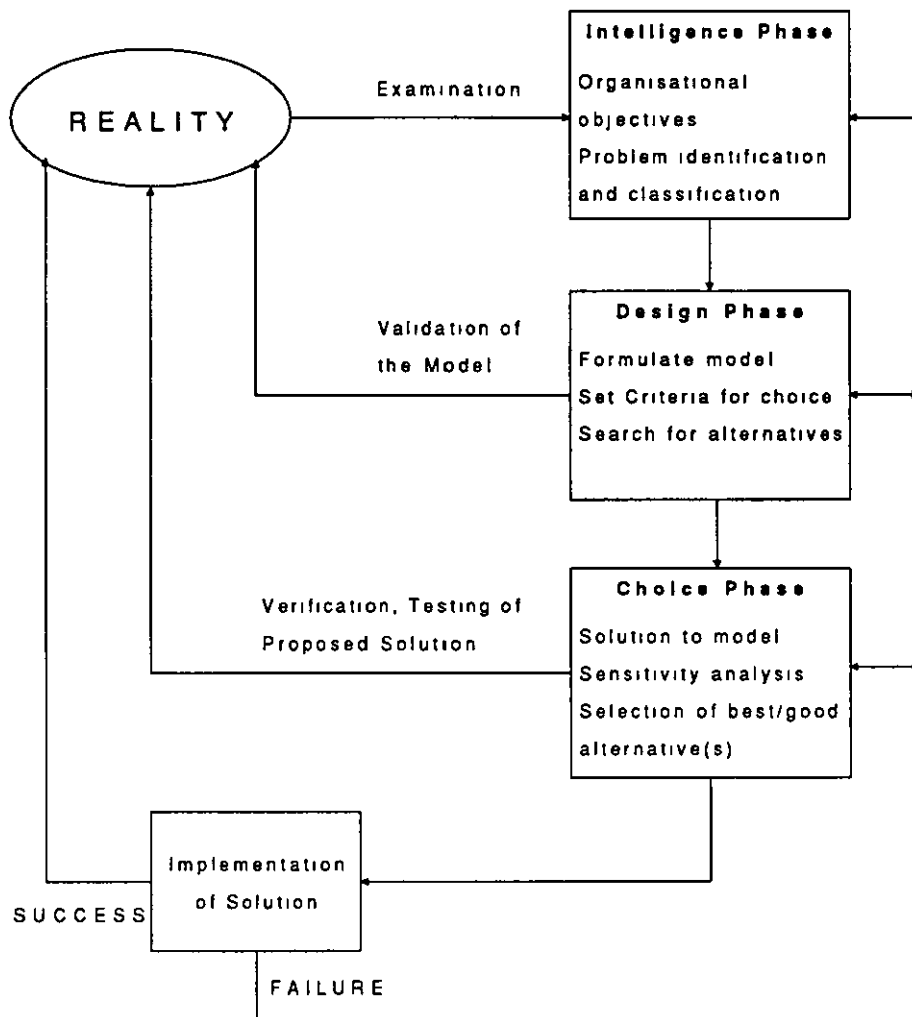 Intelligence Phase
Organisational
objectives
Problem identification
and classification
Examination
REALITY
Design Phase
Formulate model
Set Criteria for choice
Search for alternatives
Validation of
the Model
Choice Phase
Solution to model
Sensitivity analysis
Selection of best/good
alternative(s)
Verification, Testing of
Proposed Solution
Implementation
of Solution
SUCCESS
FAILURE